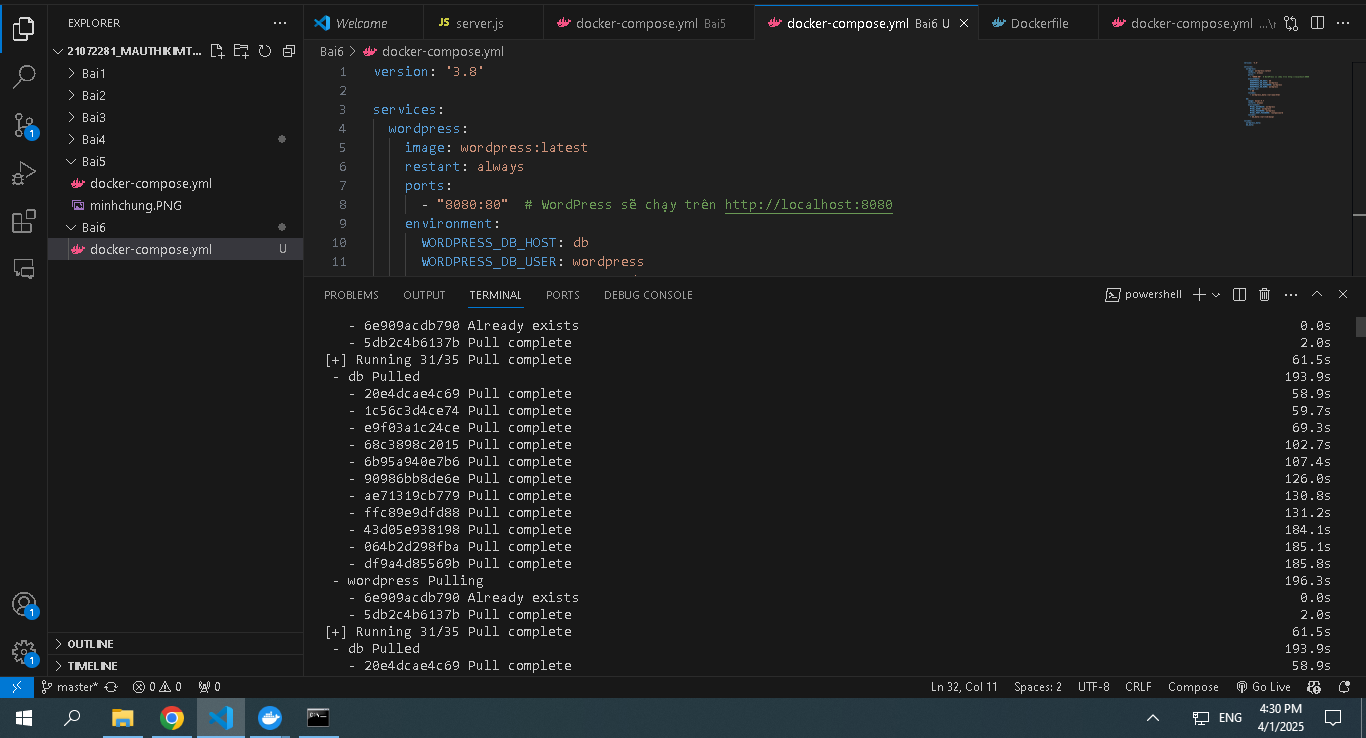 EXPLORER
21072281_MAUTHIKIMT...
Bai1
Bai2
Bai3
Bai4
Bai5
docker-compose.yml
minhchung.PNG
Bai6
docker-compose.yml U
OUTLINE
TIMELINE
1
1
1
Welcome
JS server.js
docker-compose.yml Bai5
docker-compose.yml Bai6 U
Dockerfile
docker-compose.yml ...\r
Bai6 > docker-compose.yml
1 version: '3.8'
2
3 services:
4 wordpress:
5 image: wordpress:latest
6 restart: always
7 ports:
8 - "8080:80" # WordPress sẽ chạy trên http://localhost:8080
9 environment:
10 WORDPRESS_DB_HOST: db
11 WORDPRESS_DB_USER: wordpress
PROBLEMS OUTPUT TERMINAL PORTS DEBUG CONSOLE
powershell
- 6e909acdb790 Already exists 0.0s
- 5db2c4b6137b Pull complete 2.0s
[+] Running 31/35 Pull complete 61.5s
- db Pulled 193.9s
- 20e4dcae4c69 Pull complete 58.9s
- 1c56c3d4ce74 Pull complete 59.7s
- e9f03a1c24ce Pull complete 69.3s
- 68c3898c2015 Pull complete 102.7s
- 6b95a940e7b6 Pull complete 107.4s
- 90986bb8de6e Pull complete 126.0s
- ae71319cb779 Pull complete 130.8s
- ffc89e9dfd88 Pull complete 131.2s
- 43d05e938198 Pull complete 184.1s
- 064b2d298fba Pull complete 185.1s
- df9a4d85569b Pull complete 185.8s
- wordpress Pulling 196.3s
- 6e909acdb790 Already exists 0.0s
- 5db2c4b6137b Pull complete 2.0s
[+] Running 31/35 Pull complete 61.5s
- db Pulled 193.9s
- 20e4dcae4c69 Pull complete 58.9s
master* 0 0 0 Ln 32, Col 11 Spaces: 2 UTF-8 CRLF Compose Go Live
ENG
4:30 PM
4/1/2025